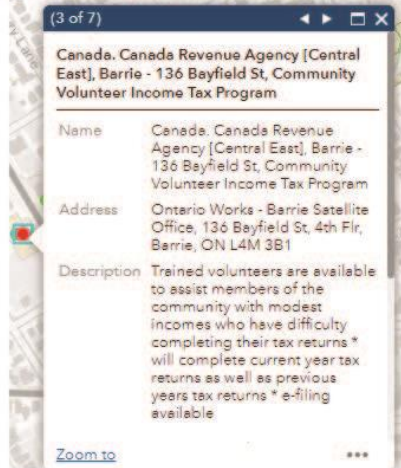 (3 of 7)
Canada. Canada Revenue Agency [Central
East], Barrie - 136 Bayfield St, Community
Volunteer Income Tax Program
Name Canada. Canada Revenue
Agency [Central East], Barrie -
136 Bayfield St, Community
Volunteer Income Tax Program
Address Ontario Works - Barrie Satellite
Office, 136 Bayfield St, 4th Flr,
Barrie, ON L4M 3B1
Description Trained volunteers are available
to assist members of the
community with modest
incomes who have difficulty
completing their tax returns *
will complete current year tax
returns as well as previous
years tax returns * e-filing
available
Zoom to